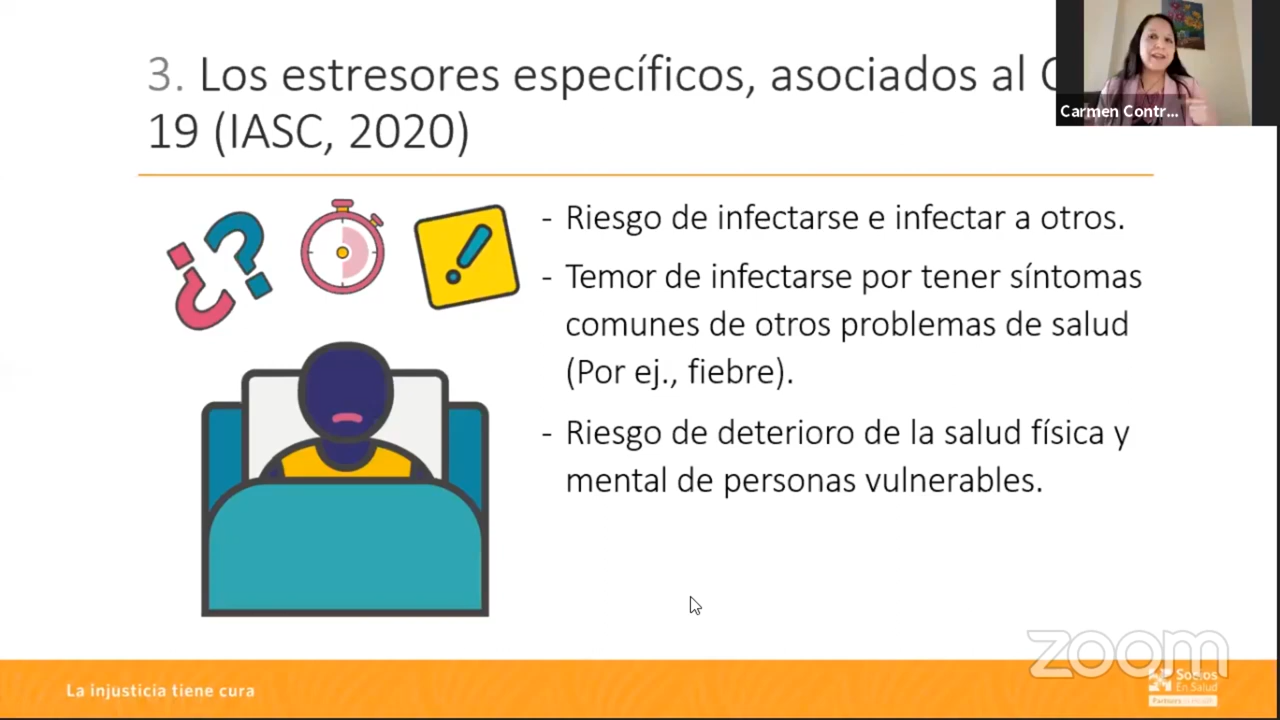 3. Los estresores específicos, asociados al
19 (IASC, 2020)
Carmen Contr...
- Riesgo de infectarse e infectar a otros.
- Temor de infectarse por tener síntomas
comunes de otros problemas de salud
(Por ej., fiebre).
- Riesgo de deterioro de la salud física y
mental de personas vulnerables.
zoom
La injusticia tiene cura
Socios
En Salud